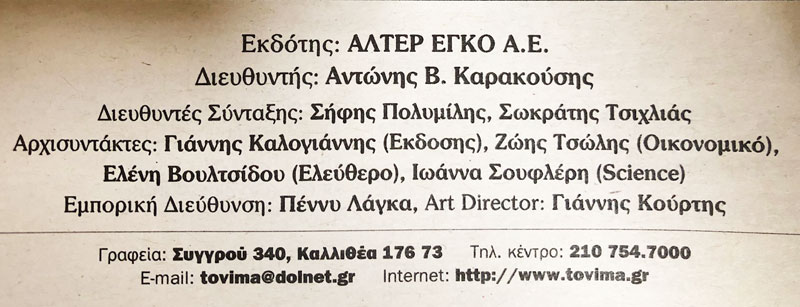 Εκδότης: ΑΛΤΕΡ ΕΓΚΟ Α.Ε.
Διευθυντής: Αντώνης Β. Καρακούσης
Διευθυντές Σύνταξης: Σήφης Πολυμίλης, Σωκράτης Τσιχλιάς
Αρχισυντάκτες: Γιάννης Καλογιάννης (Εκδοσης), Ζώης Τσώλης (Οικονομικό),
Ελένη Βουλτσίδου (Ελεύθερο), Ιωάννα Σουφλέρη (Science)
Εμπορική Διεύθυνση: Πέννυ Λάγκα, Art Director: Γιάννης Κούρτης
Γραφεία: Συγγρού 340, Καλλιθέα 176 73 Τηλ. κέντρο: 210 754.7000
E-mail: tovima@dolnet.gr Internet: http://www.tovima.gr